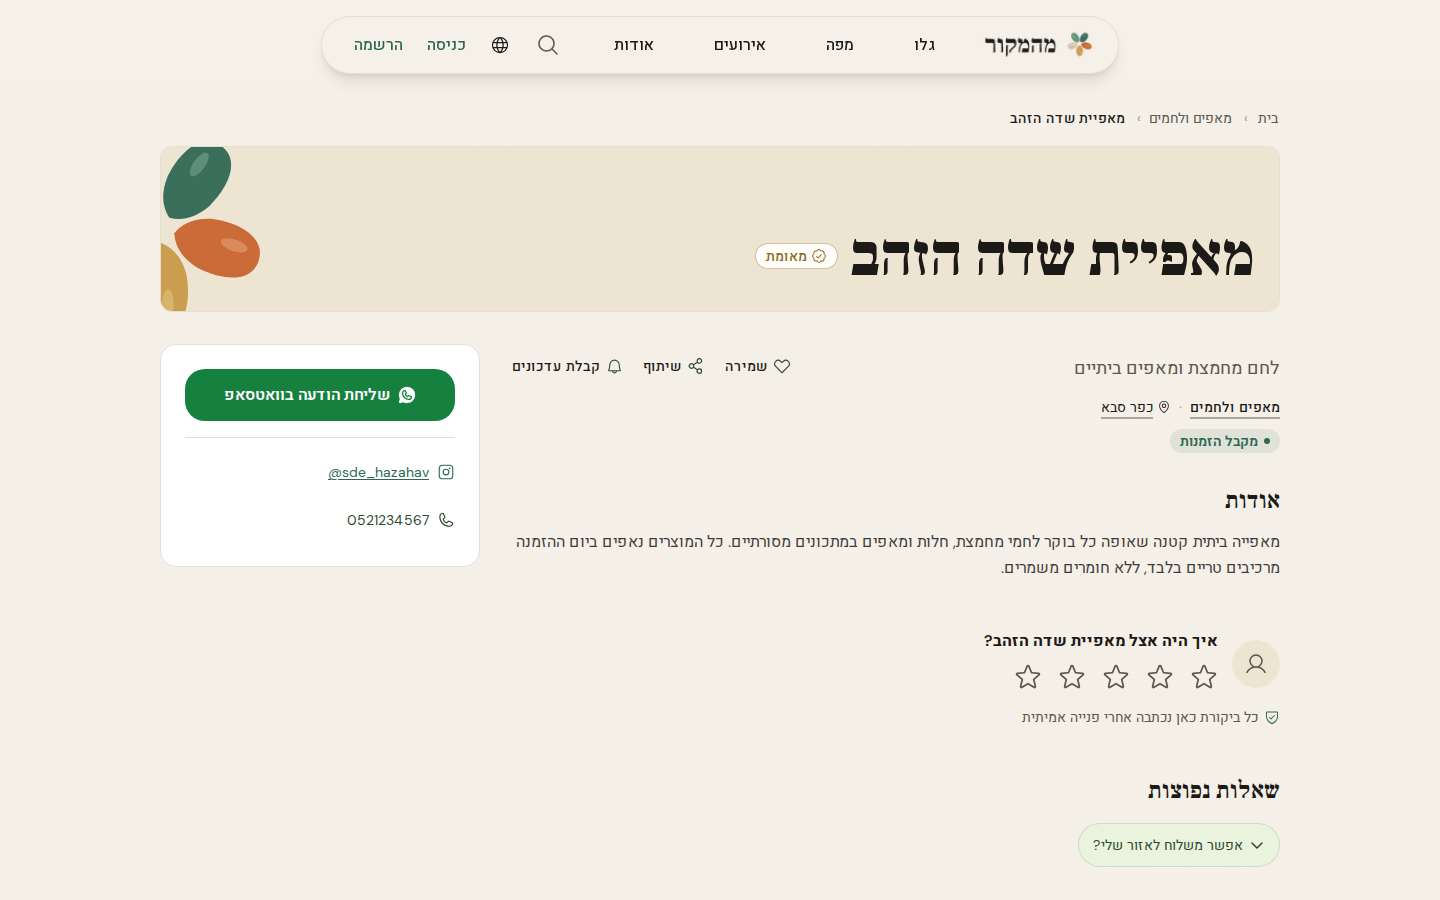 מהמקור
גלו
מפה
אירועים
אודות
כניסה
הרשמה
בית › מאפים ולחמים › מאפיית שדה הזהב
מאפיית שדה הזהב
מאומת
לחם מחמצת ומאפים ביתיים
שמירה
שיתוף
קבלת עדכונים
מאפים ולחמים · כפר סבא
מקבל הזמנות
אודות
מאפייה ביתית קטנה שאופה כל בוקר לחמי מחמצת, חלות ומאפים במתכונים מסורתיים. כל המוצרים נאפים ביום ההזמנה
מרכיבים טריים בלבד, ללא חומרים משמרים.
איך היה אצל מאפיית שדה הזהב?
כל ביקורת כאן נכתבה אחרי פנייה אמיתית
שאלות נפוצות
אפשר משלוח לאזור שלי?
שליחת הודעה בוואטסאפ
@sde_hazahav
0521234567